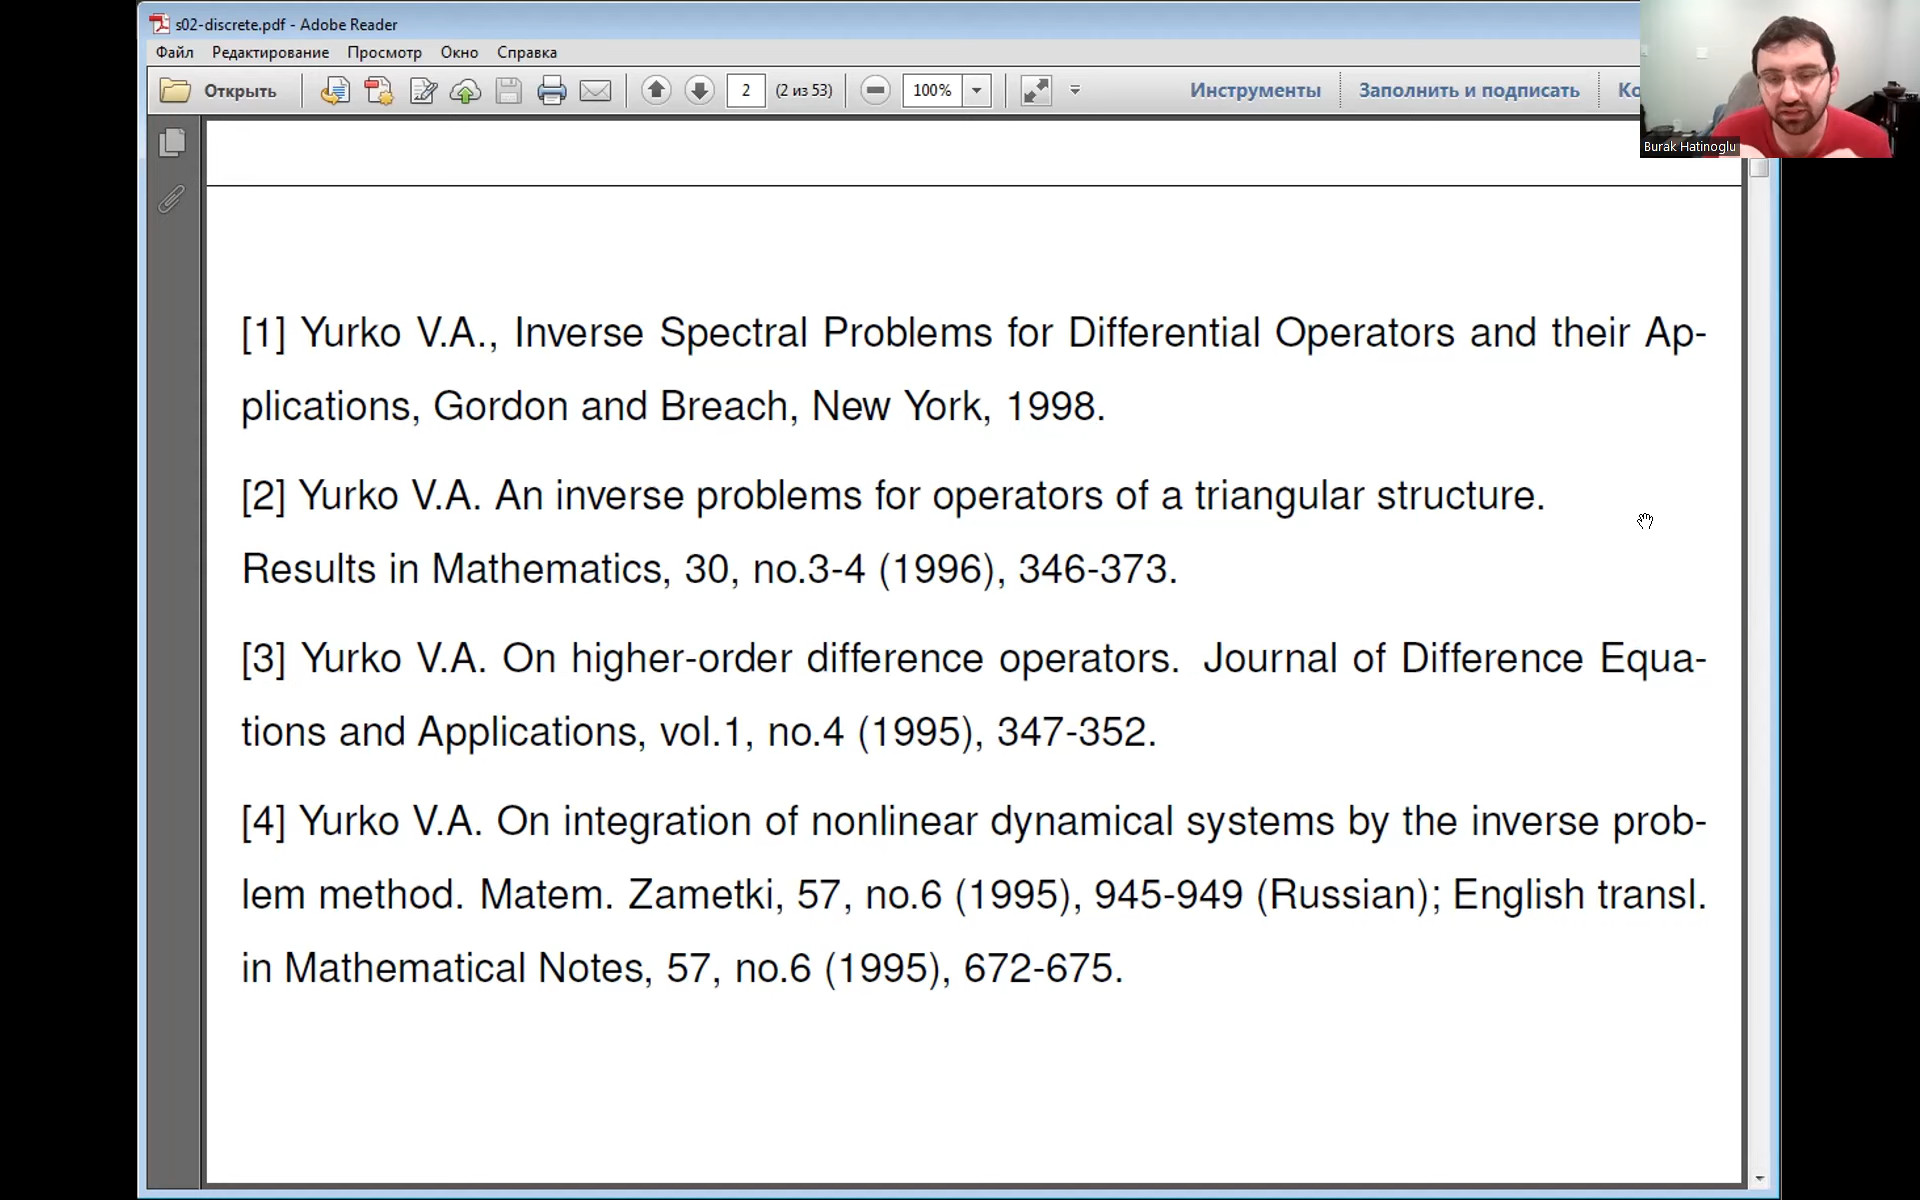 s02-discrete.pdf - Adobe Reader
Файл Редактирование Просмотр Окно Справка
Открыть 2 (2 из 53) 100% Инструменты Заполнить и подписать Ко
Burak Hatinoglu
[1] Yurko V.A., Inverse Spectral Problems for Differential Operators and their Ap-
plications, Gordon and Breach, New York, 1998.
[2] Yurko V.A. An inverse problems for operators of a triangular structure.
Results in Mathematics, 30, no.3-4 (1996), 346-373.
[3] Yurko V.A. On higher-order difference operators. Journal of Difference Equa-
tions and Applications, vol.1, no.4 (1995), 347-352.
[4] Yurko V.A. On integration of nonlinear dynamical systems by the inverse prob-
lem method. Matem. Zametki, 57, no.6 (1995), 945-949 (Russian); English transl.
in Mathematical Notes, 57, no.6 (1995), 672-675.